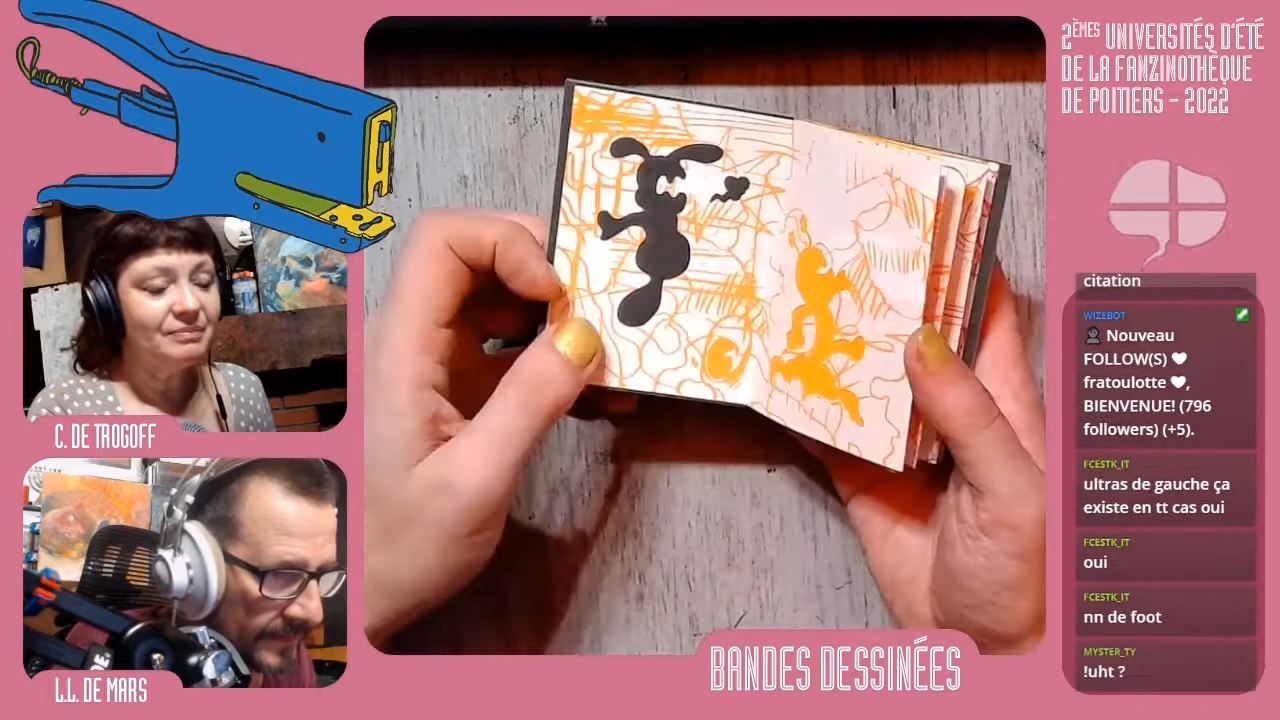 2ÈMES UNIVERSITÉS D'ÉTÉ
DE LA FANZINOTHÈQUE
DE POITIERS - 2022
citation
WIZEBOT
Nouveau
FOLLOW(S)
fratoulotte ,
BIENVENUE! (796
followers) (+5).
FCESTK_IT
ultras de gauche ça
existe en tt cas oui
FCESTK_IT
oui
FCESTK_IT
nn de foot
MYSTER_TY
!uht ?
C. DE TROGOFF
L.L. DE MARS
BANDES DESSINÉES